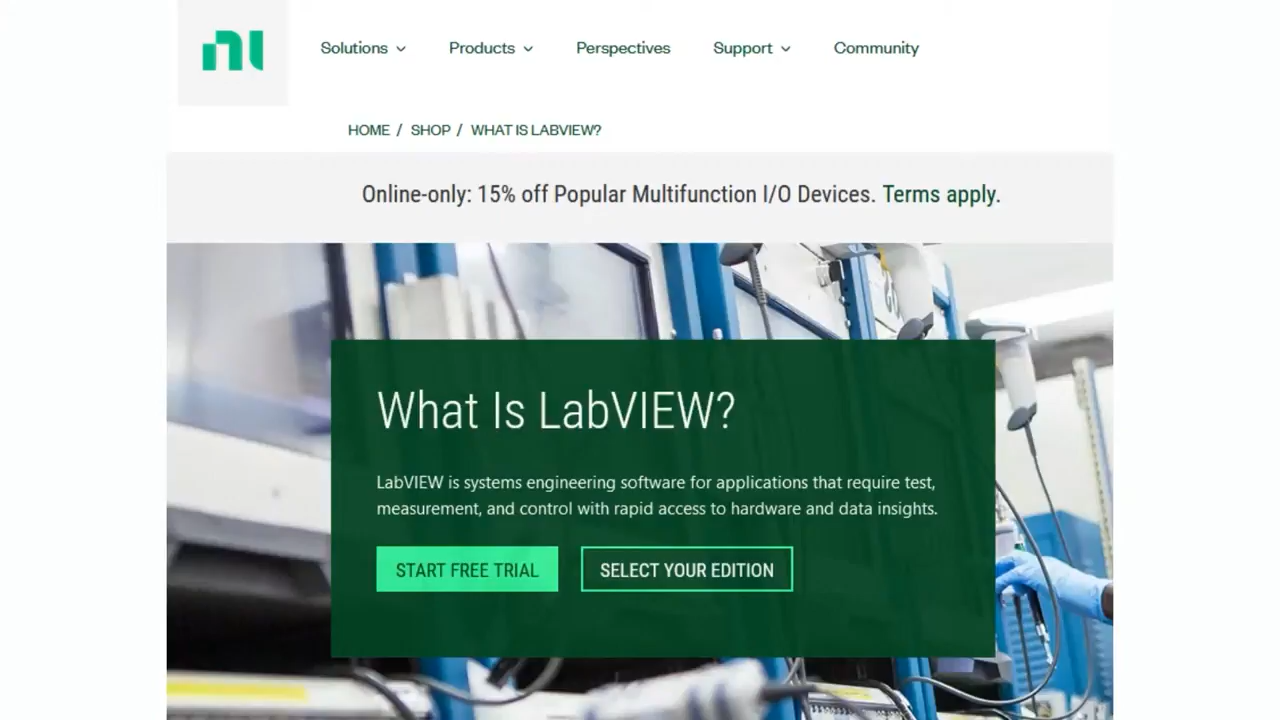 ni
Solutions Products Perspectives Support Community
HOME / SHOP / WHAT IS LABVIEW?
Online-only: 15% off Popular Multifunction I/O Devices. Terms apply.
What Is LabVIEW?
LabVIEW is systems engineering software for applications that require test,
measurement, and control with rapid access to hardware and data insights.
START FREE TRIAL SELECT YOUR EDITION